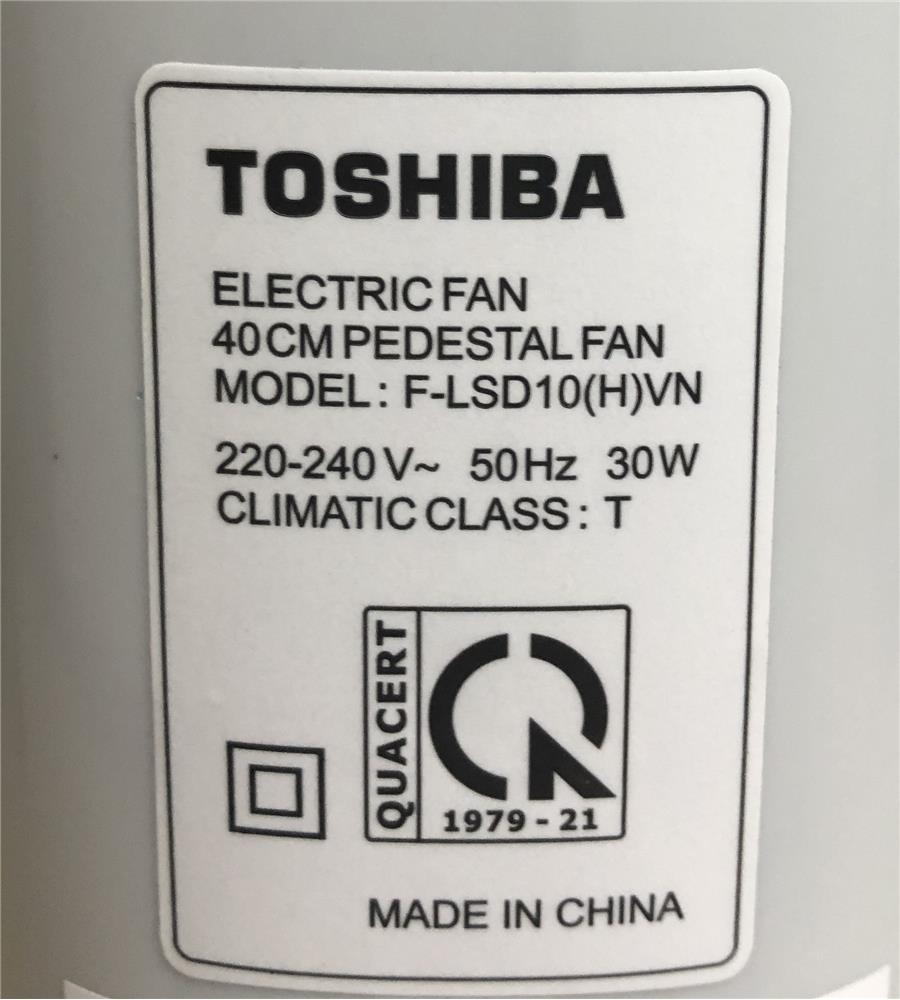 TOSHIBA
ELECTRIC FAN
40CM PEDESTAL FAN
MODEL: F-LSD10(H)VN
220-240V~ 50Hz 30W
CLIMATIC CLASS: T
QUACERT
1979 - 21
MADE IN CHINA